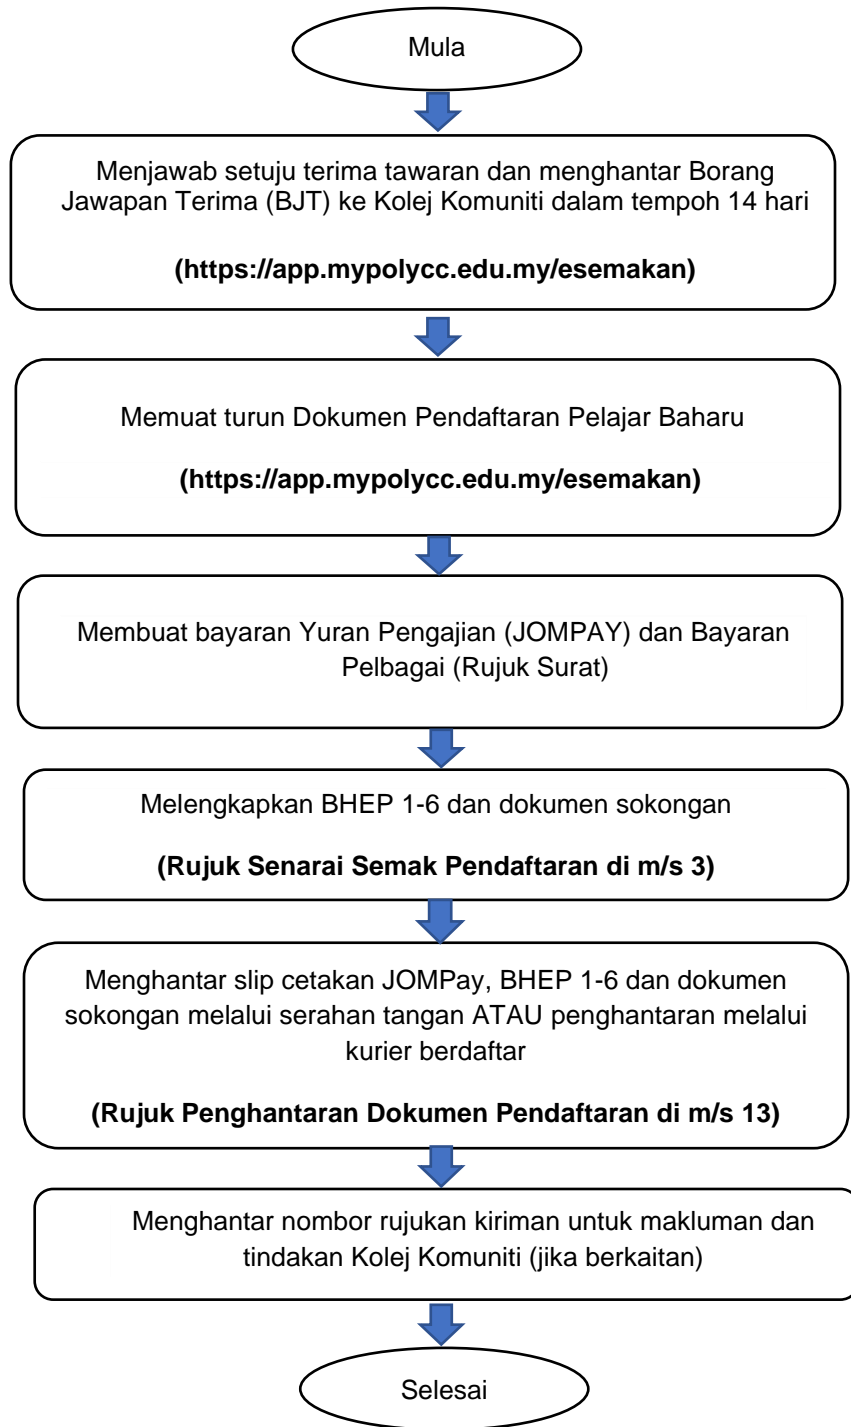 Mula
Menjawab setuju terima tawaran dan menghantar Borang
Jawapan Terima (BJT) ke Kolej Komuniti dalam tempoh 14 hari
(https://app.mypolycc.edu.my/esemakan)
Memuat turun Dokumen Pendaftaran Pelajar Baharu
(https://app.mypolycc.edu.my/esemakan)
Membuat bayaran Yuran Pengajian (JOMPAY) dan Bayaran
Pelbagai (Rujuk Surat)
Melengkapkan BHEP 1-6 dan dokumen sokongan
(Rujuk Senarai Semak Pendaftaran di m/s 3)
Menghantar slip cetakan JOMPay, BHEP 1-6 dan dokumen
sokongan melalui serahan tangan ATAU penghantaran melalui
kurier berdaftar
(Rujuk Penghantaran Dokumen Pendaftaran di m/s 13)
Menghantar nombor rujukan kiriman untuk makluman dan
tindakan Kolej Komuniti (jika berkaitan)
Selesai